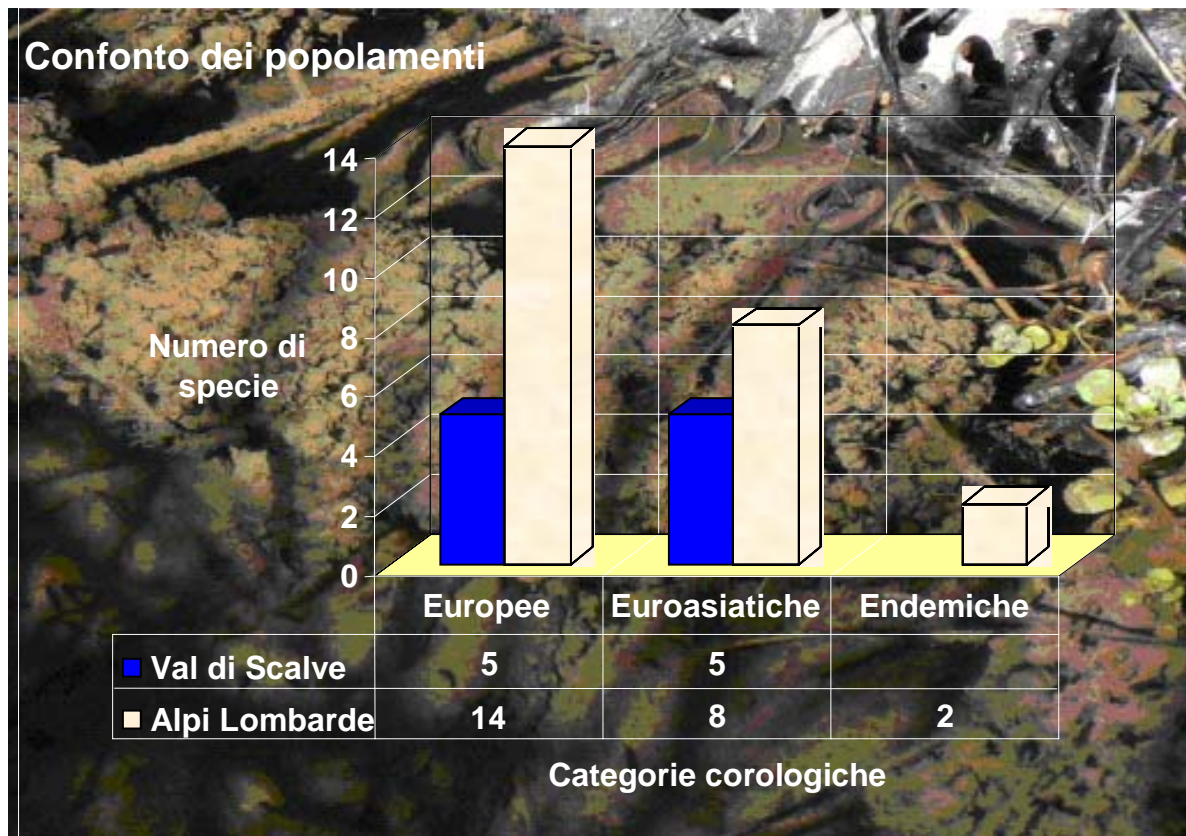 Confonto dei popolamenti
14
12
10
8
6
4
2
0
Numero di
specie
Europee Euroasiatiche Endemiche
Val di Scalve 5 5
Alpi Lombarde 14 8 2
Categorie corologiche